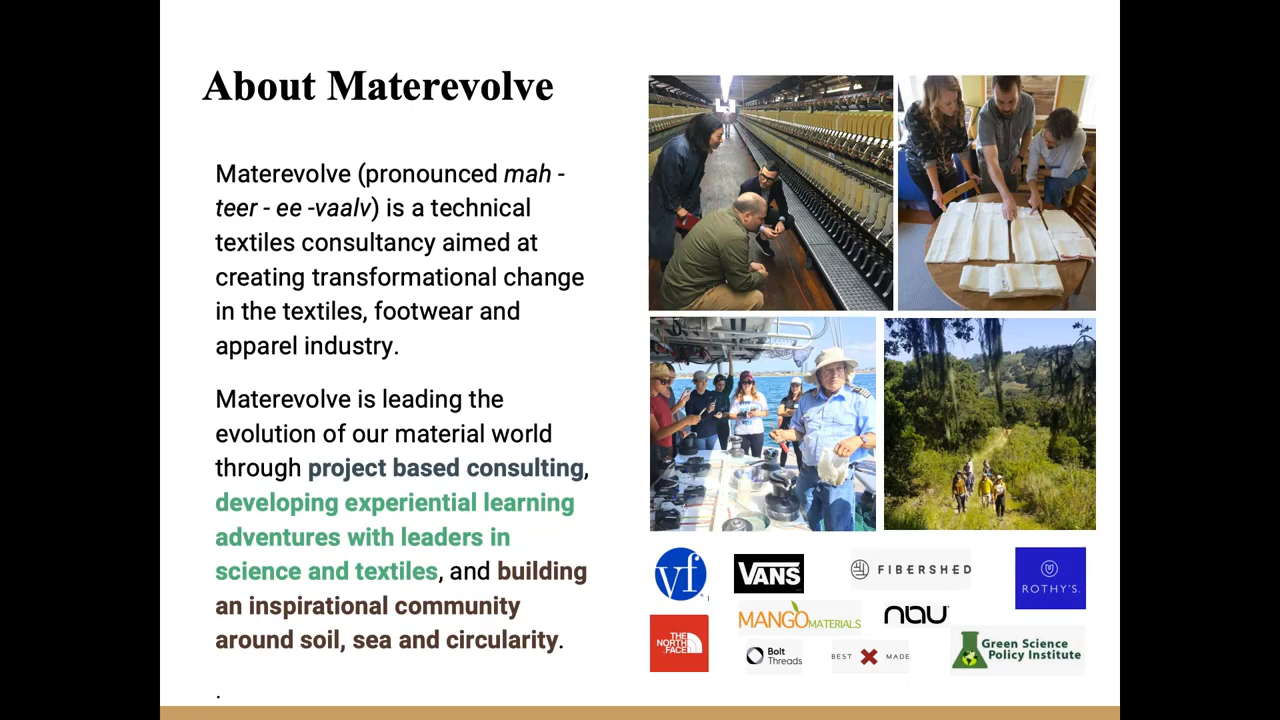 About Materevolve
Materevolve (pronounced mah -
teer - ee -vaalv) is a technical
textiles consultancy aimed at
creating transformational change
in the textiles, footwear and
apparel industry.
Materevolve is leading the
evolution of our material world
through project based consulting,
developing experiential learning
adventures with leaders in
science and textiles, and building
an inspirational community
around soil, sea and circularity.
.
vf
VANS
FIBERSHED
ROTHY'S.
MANGO MATERIALS
nau
THE
NORTH
FACE
Bolt
Threads
BEST MADE
Green Science
Policy Institute